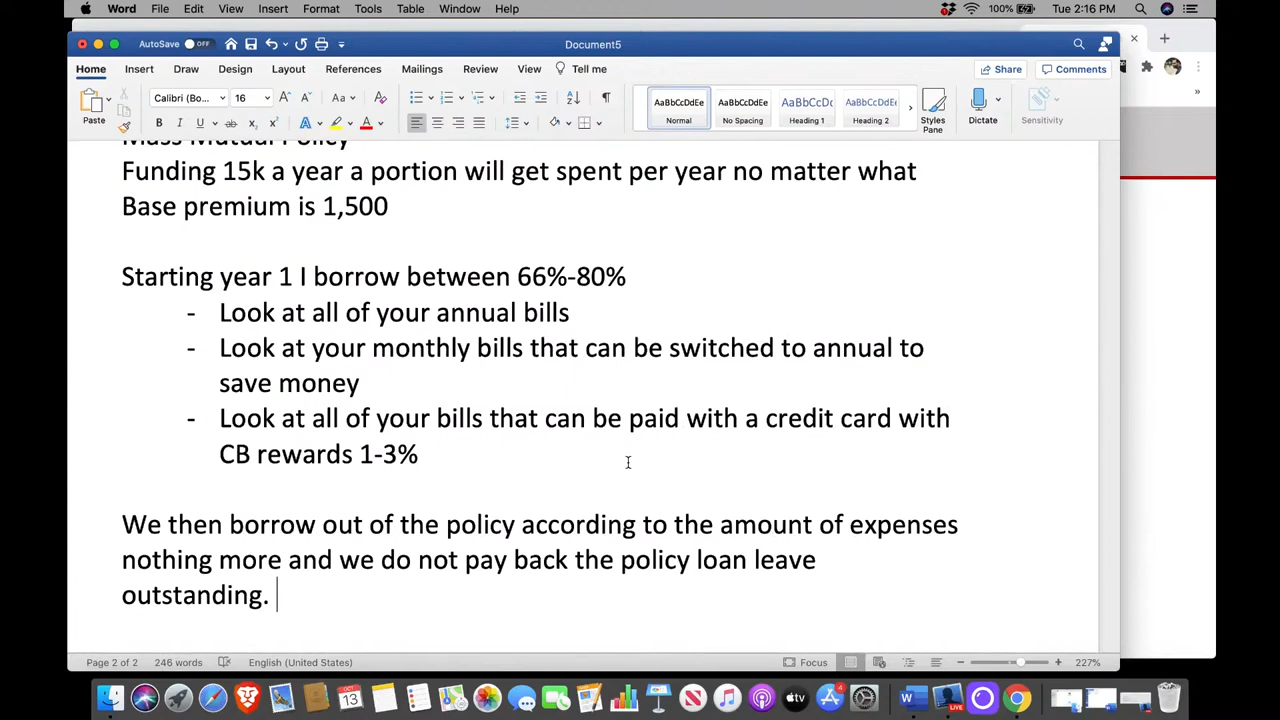 Word File Edit View Insert Format Tools Table Window Help 100% Tue 2:16 PM
AutoSave OFF Document5
Home Insert Draw Design Layout References Mailings Review View Tell me Share Comments
Paste Calibri (Bo... 16 AaBbCcDdEe AaBbCcDdEe AaBbCcDc AaBbCcDdEe
Normal No Spacing Heading 1 Heading 2 Styles Pane Dictate Sensitivity
Mass Mutual Policy
Funding 15k a year a portion will get spent per year no matter what
Base premium is 1,500
Starting year 1 I borrow between 66%-80%
- Look at all of your annual bills
- Look at your monthly bills that can be switched to annual to
save money
- Look at all of your bills that can be paid with a credit card with
CB rewards 1-3%
We then borrow out of the policy according to the amount of expenses
nothing more and we do not pay back the policy loan leave
outstanding.
Page 2 of 2 246 words English (United States) Focus 227%
OCT
13